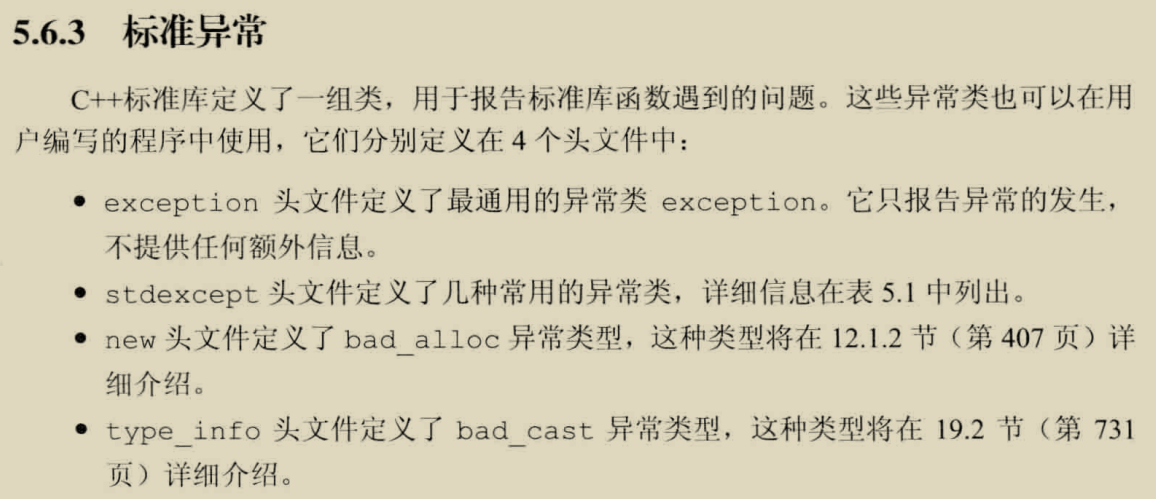 5.6.3 标准异常
C++标准库定义了一组类，用于报告标准库函数遇到的问题。这些异常类也可以在用
户编写的程序中使用，它们分别定义在 4 个头文件中：
• exception 头文件定义了最通用的异常类 exception。它只报告异常的发生，
不提供任何额外信息。
• stdexcept 头文件定义了几种常用的异常类，详细信息在表 5.1 中列出。
• new 头文件定义了 bad_alloc 异常类型，这种类型将在 12.1.2 节（第 407 页）详
细介绍。
• type_info 头文件定义了 bad_cast 异常类型，这种类型将在 19.2 节（第 731
页）详细介绍。